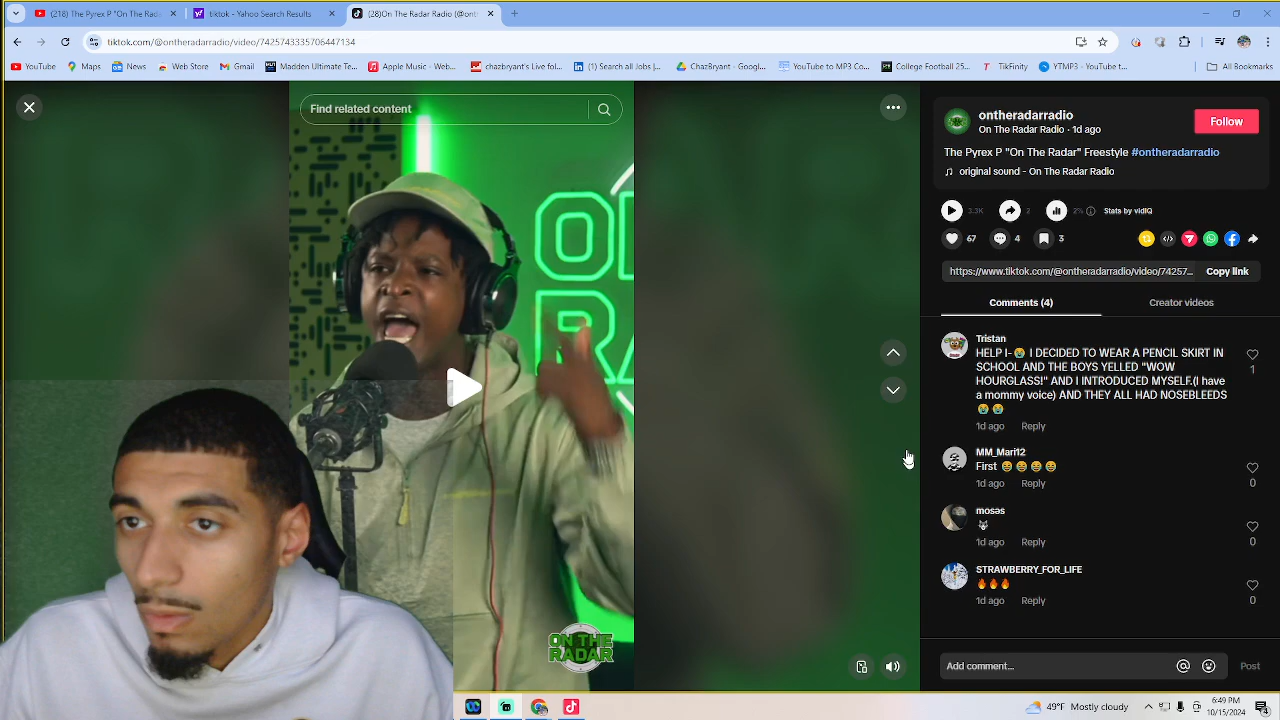 (218) The Pyrex P "On The Rada
tiktok - Yahoo Search Results
(28)On The Radar Radio (@ont
tiktok.com/@ontheradarradio/video/7425743335706447134
YouTube
Maps
News
Web Store
Gmail
Madden Ultimate Te...
Apple Music - Web...
chazbryant's Live fol...
(1) Search all Jobs |...
ChazBryant - Googl...
YouTube to MP3 Co...
College Football 25...
TikFinity
YTMP3 - YouTube t...
All Bookmarks
Find related content
ON THE
RADAR
ontheradarradio
On The Radar Radio · 1d ago
Follow
The Pyrex P "On The Radar" Freestyle #ontheradarradio
original sound - On The Radar Radio
3.3K
2
2%
Stats by vidIQ
67
4
3
https://www.tiktok.com/@ontheradarradio/video/74257...
Copy link
Comments (4)
Creator videos
Tristan
HELP I-😭 I DECIDED TO WEAR A PENCIL SKIRT IN
SCHOOL AND THE BOYS YELLED "WOW
HOURGLASS!" AND I INTRODUCED MYSELF.(I have
a mommy voice) AND THEY ALL HAD NOSEBLEEDS
😭😭
1
1d ago Reply
MM_Mari12
First 😆😆😆😆
1d ago Reply
0
mosas
🐺
1d ago Reply
0
STRAWBERRY_FOR_LIFE
🔥🔥🔥
1d ago Reply
0
Add comment...
Post
49°F Mostly cloudy
6:49 PM
10/15/2024